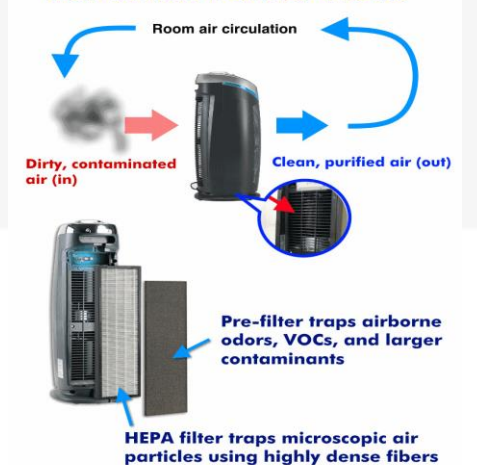 Room air circulation
Dirty, contaminated
air (in)
Clean, purified air (out)
Pre-filter traps airborne
odors, VOCs, and larger
contaminants
HEPA filter traps microscopic air
particles using highly dense fibers